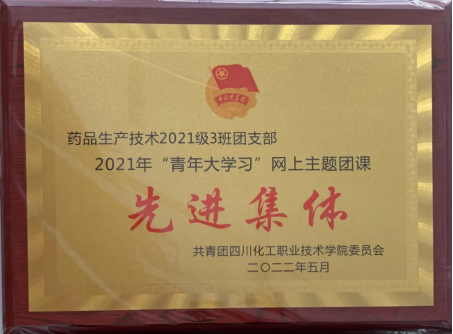 药品生产技术2021级3班团支部
2021年“青年大学习”网上主题团课
先进集体
共青团四川化工职业技术学院委员会
二〇二二年五月